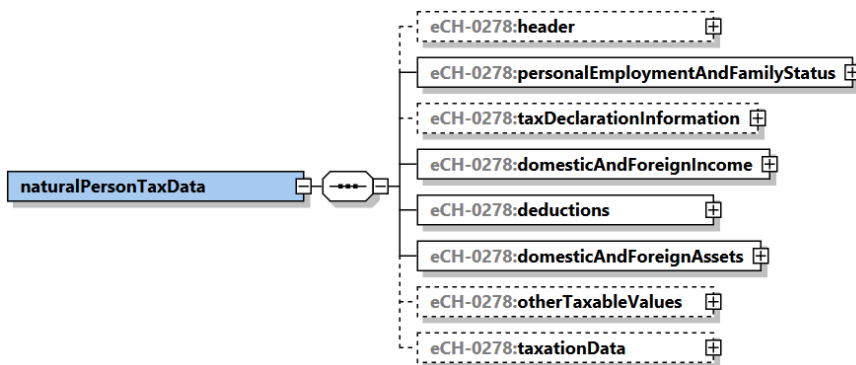 eCH-0278:header
eCH-0278:personalEmploymentAndFamilyStatus
eCH-0278:taxDeclarationInformation
eCH-0278:domesticAndForeignIncome
naturalPersonTaxData
eCH-0278:deductions
eCH-0278:domesticAndForeignAssets
eCH-0278:otherTaxableValues
eCH-0278:taxationData